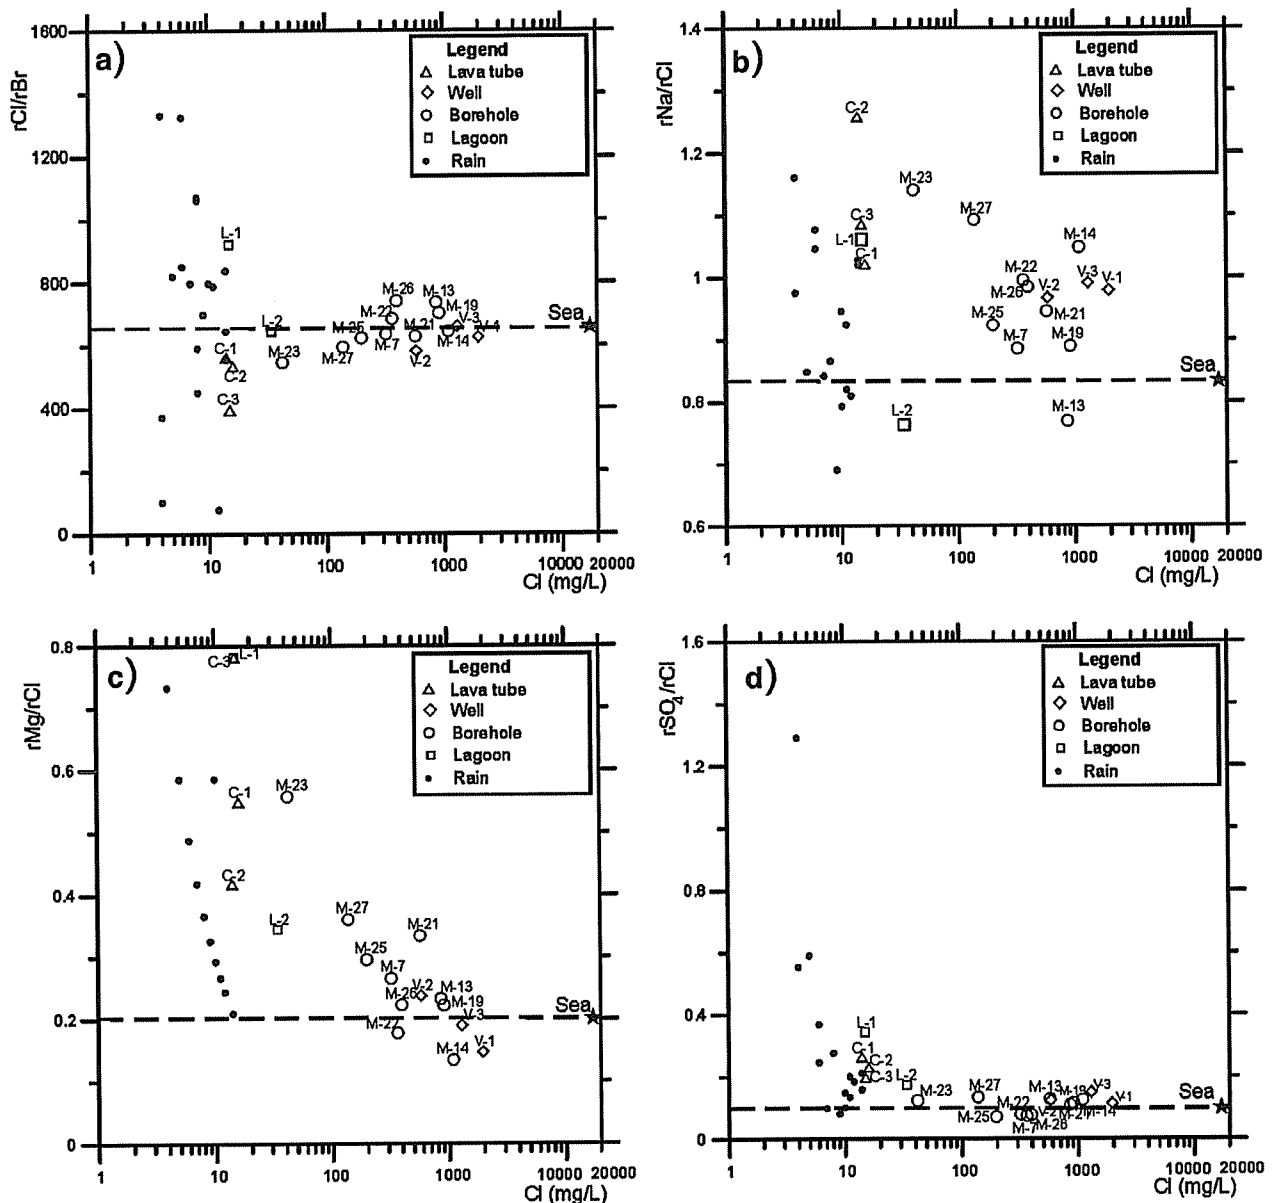 a)
rCl/rBr
1600
1200
800
400
0
Legend
Lava tube
Well
Borehole
Lagoon
Rain
L-1
L-2
M-26
M-13
M-22
M-19
V-3
M-25
M-21
V-1
Sea
C-1
M-23
M-27
M-7
V-2
M-14
C-2
C-3
1 10 100 1000 10000 20000
Cl (mg/L)
b)
rNa/rCl
1.4
1.2
1
0.8
0.6
Legend
Lava tube
Well
Borehole
Lagoon
Rain
C-2
M-23
C-3
M-27
L-1
C-1
M-14
M-22
V-3
V-1
M-26
V-2
M-25
M-21
M-7
M-19
Sea
L-2
M-13
1 10 100 1000 10000 20000
Cl (mg/L)
c)
rMg/rCl
0.8
0.6
0.4
0.2
0
Legend
Lava tube
Well
Borehole
Lagoon
Rain
C-3 L-1
C-1
M-23
C-2
L-2
M-27
M-21
M-25
M-7
V-2
M-13
M-26
M-19
V-3
Sea
M-22
M-14
V-1
1 10 100 1000 10000 20000
Cl (mg/L)
d)
rSO4/rCl
1.6
1.2
0.8
0.4
0
Legend
Lava tube
Well
Borehole
Lagoon
Rain
L-1
C-1
C-2
C-3
L-2
M-23
M-27
M-13
M-19
V-3
V-1
Sea
M-22
M-25
M-7
V-2
M-26
M-21
M-14
1 10 100 1000 10000 20000
Cl (mg/L)